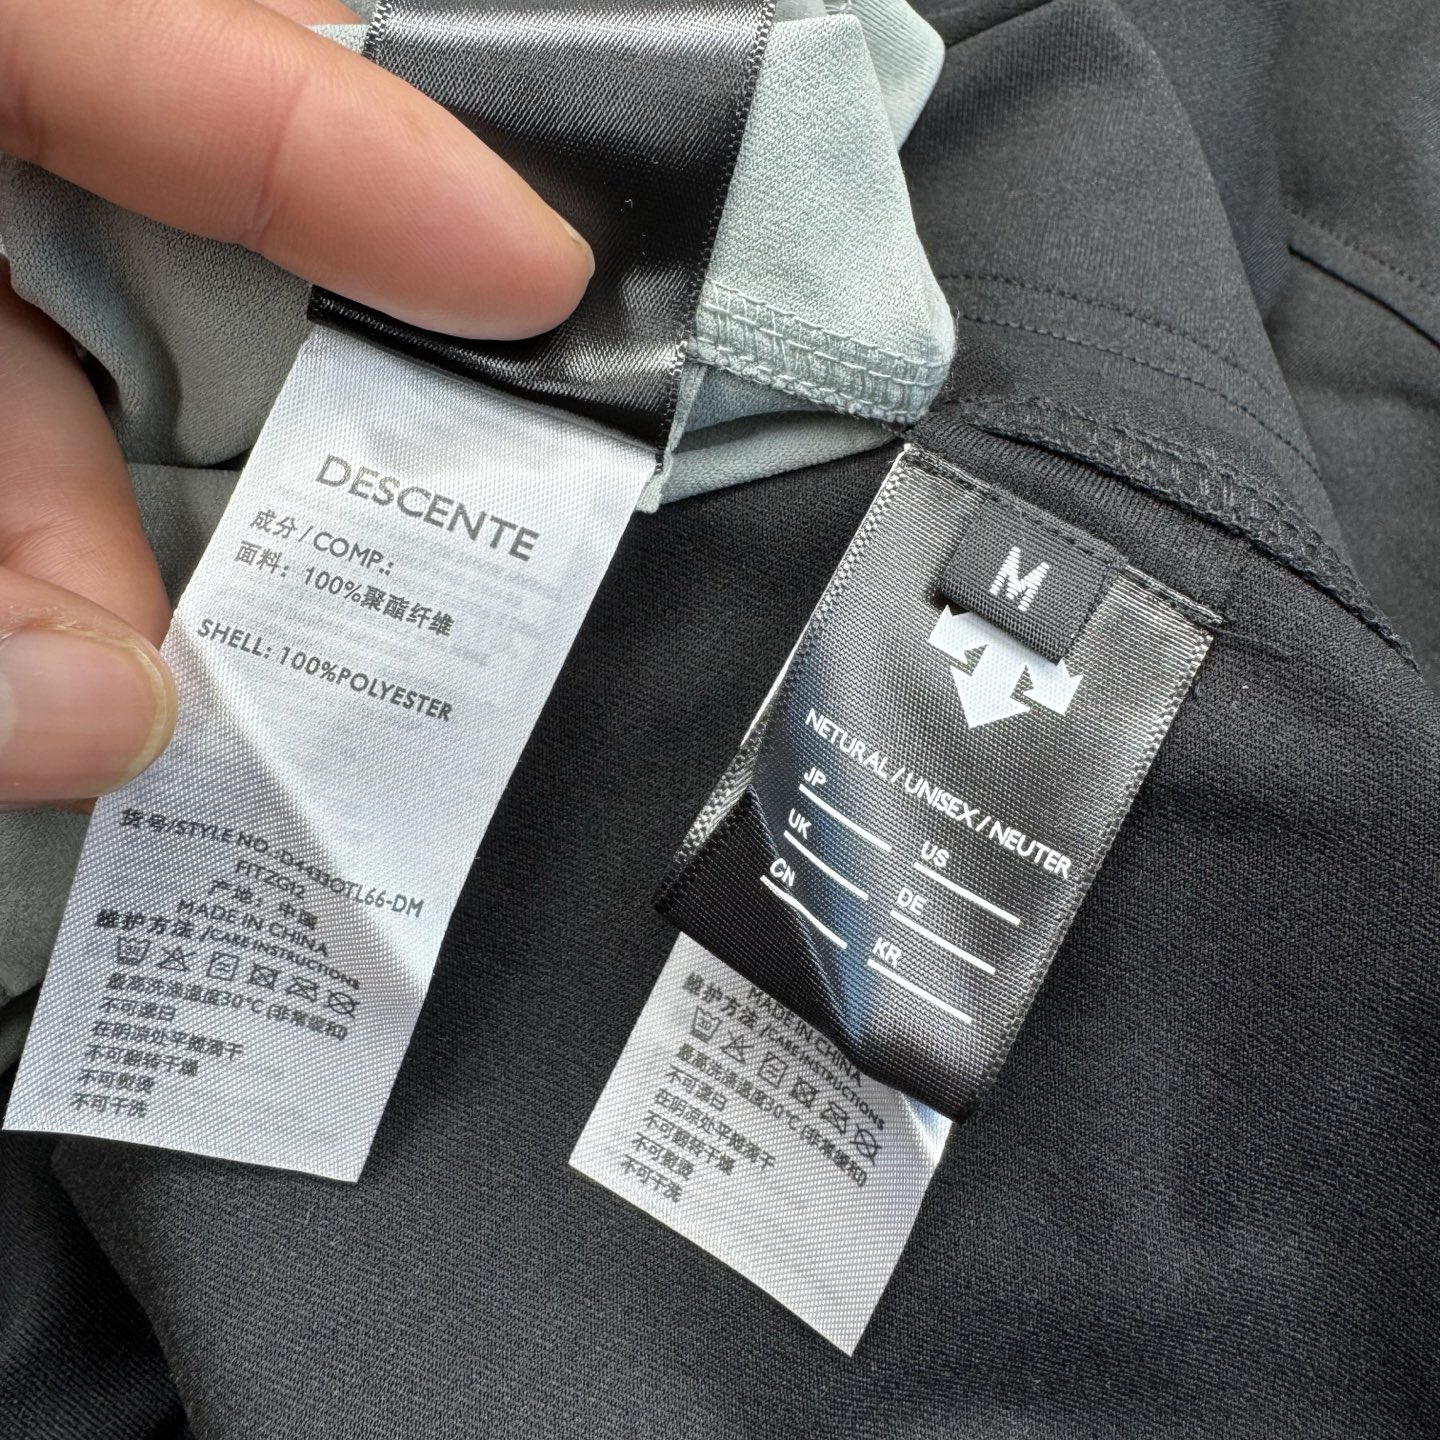 DESCENTE
成分/COMP.:
面料: 100%聚酯纤维
SHELL: 100%POLYESTER
款号/STYLE NO.:
FITZG12
产地: 中国
MADE IN CHINA
维护方法/CARE INSTRUCTIONS
最高洗涤温度30°C(非常缓和)
不可漂白
在阴凉处平摊滴干
不可翻转干燥
不可熨烫
不可干洗
M
NETURAL/UNISEX/NEUTER
JP
US
UK
DE
CN
KR
MADE IN CHINA
维护方法/CARE INSTRUCTIONS
最高洗涤温度30°C(非常缓和)
不可漂白
在阴凉处平摊滴干
不可翻转干燥
不可熨烫
不可干洗